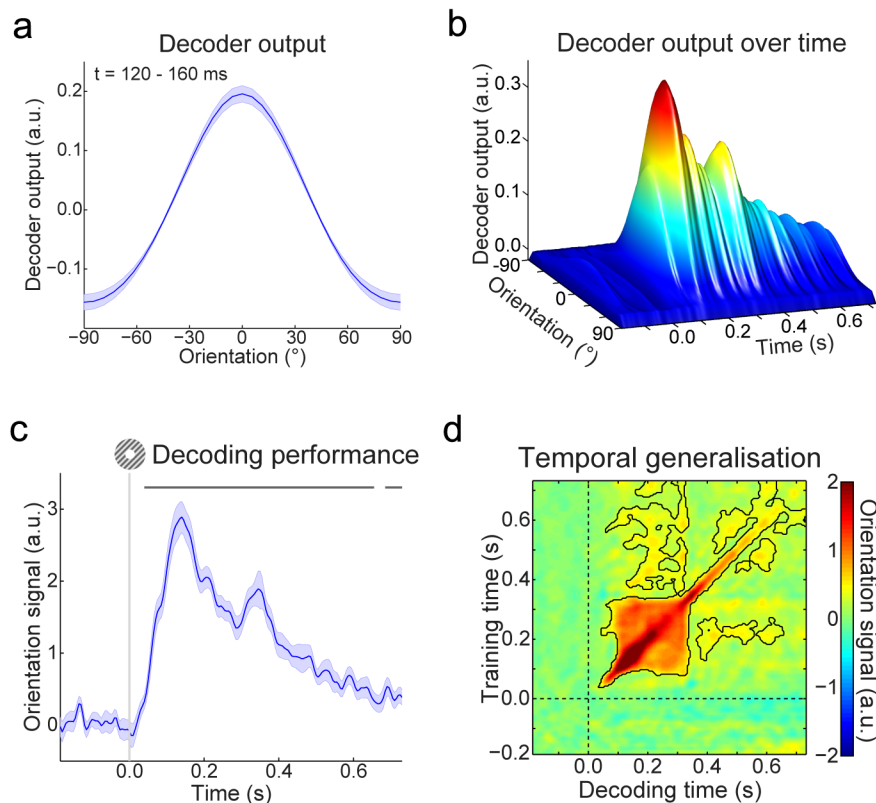 a
Decoder output
t = 120 - 160 ms
Decoder output (a.u.)
0.2
0.1
0.0
−0.1
−90 −60 −30 0 30 60 90
Orientation (°)
b
Decoder output over time
Decoder output (a.u.)
0.3
0.2
0.1
0.0
-90
0
90
Orientation (°)
0.0 0.2 0.4 0.6
Time (s)
c
Decoding performance
Orientation signal (a.u.)
3
2
1
0
0.0 0.2 0.4 0.6
Time (s)
d
Temporal generalisation
Training time (s)
0.6
0.4
0.2
0.0
−0.2
0.0 0.2 0.4 0.6
Decoding time (s)
2
1
0
−1
−2
Orientation signal (a.u.)